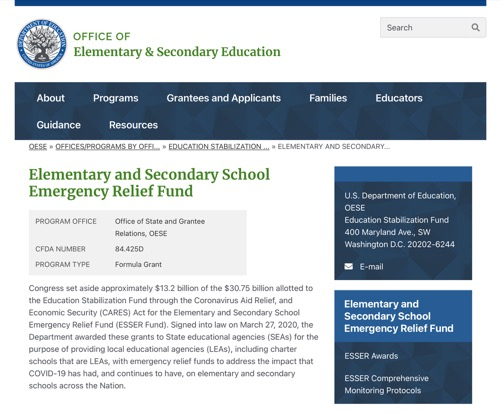 OFFICE OF
Elementary & Secondary Education
Search
About
Programs
Grantees and Applicants
Families
Educators
Guidance
Resources
OESE » OFFICES/PROGRAMS BY OFFI... » EDUCATION STABILIZATION ... » ELEMENTARY AND SECONDARY...
Elementary and Secondary School
Emergency Relief Fund
PROGRAM OFFICE
Office of State and Grantee
Relations, OESE
CFDA NUMBER
84.425D
PROGRAM TYPE
Formula Grant
Congress set aside approximately $13.2 billion of the $30.75 billion allotted to
the Education Stabilization Fund through the Coronavirus Aid Relief, and
Economic Security (CARES) Act for the Elementary and Secondary School
Emergency Relief Fund (ESSER Fund). Signed into law on March 27, 2020, the
Department awarded these grants to State educational agencies (SEAs) for the
purpose of providing local educational agencies (LEAs), including charter
schools that are LEAs, with emergency relief funds to address the impact that
COVID-19 has had, and continues to have, on elementary and secondary
schools across the Nation.
U.S. Department of Education,
OESE
Education Stabilization Fund
400 Maryland Ave., SW
Washington D.C. 20202-6244
E-mail
Elementary and
Secondary School
Emergency Relief Fund
ESSER Awards
ESSER Comprehensive
Monitoring Protocols